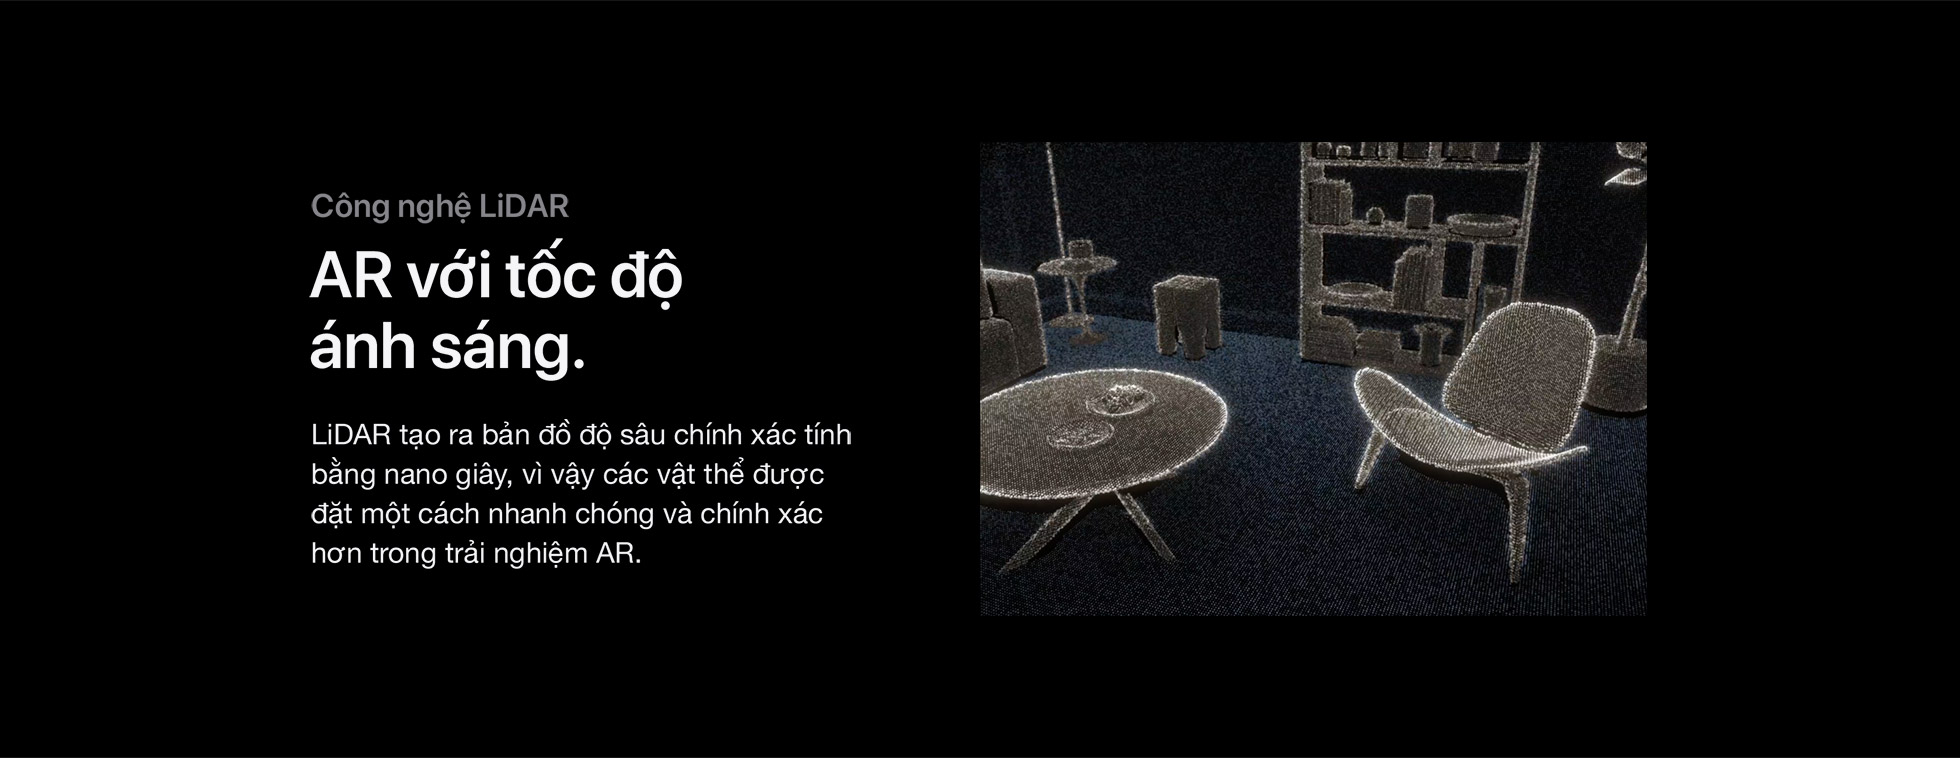 Công nghệ LiDAR
AR với tốc độ
ánh sáng.
LiDAR tạo ra bản đồ độ sâu chính xác tính
bằng nano giây, vì vậy các vật thể được
đặt một cách nhanh chóng và chính xác
hơn trong trải nghiệm AR.